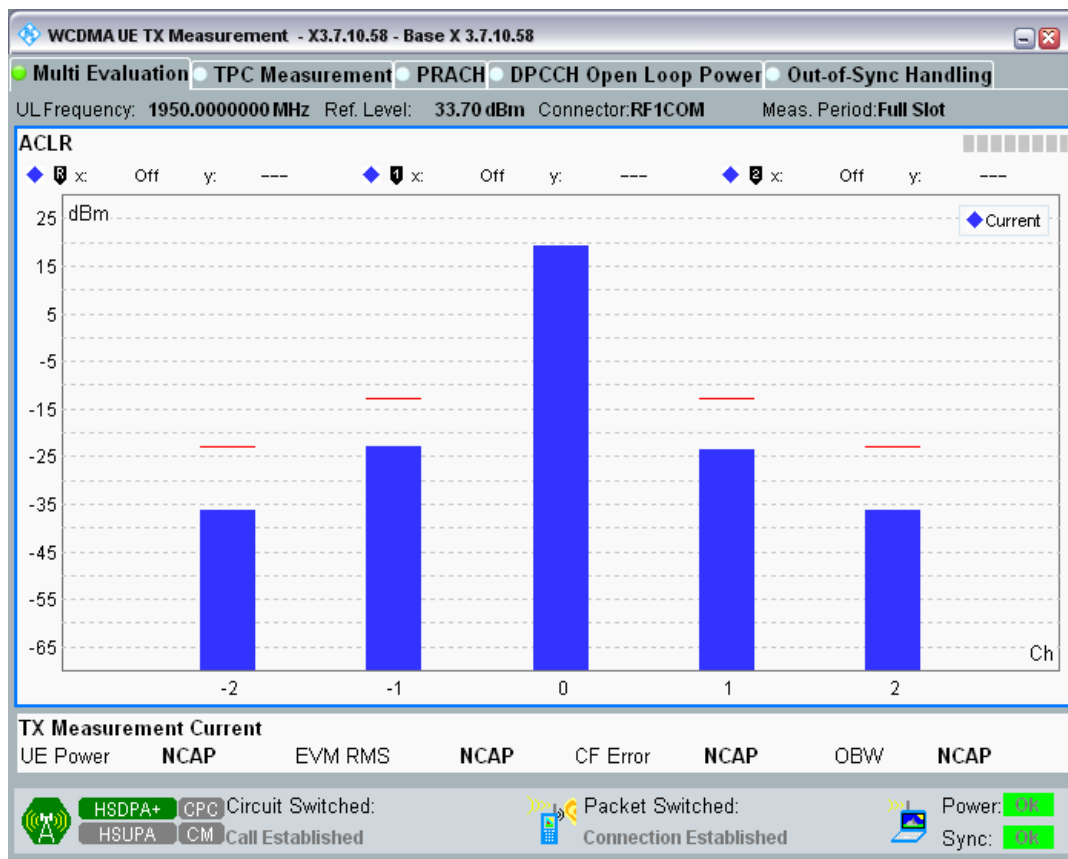 WCDMA UE TX Measurement - X3.7.10.58 - Base X 3.7.10.58
Multi Evaluation TPC Measurement PRACH DPCCH Open Loop Power Out-of-Sync Handling
UL Frequency: 1950.0000000 MHz Ref. Level: 33.70 dBm Connector:RF1COM Meas. Period:Full Slot
ACLR
R x: Off y: --- 1 x: Off y: --- 2 x: Off y: ---
dBm
Current
25
15
5
-5
-15
-25
-35
-45
-55
-65
Ch
-2 -1 0 1 2
TX Measurement Current
UE Power NCAP EVM RMS NCAP CF Error NCAP OBW NCAP
HSDPA+ CPC Circuit Switched: Packet Switched: Power: OK
HSUPA CM Call Established Connection Established Sync: OK